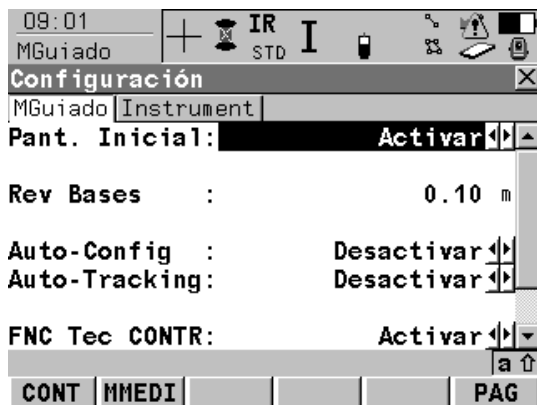 09:01
MGuiado
IR
STD
I
Configuración
MGuiado Instrument
Pant. Inicial: Activar
Rev Bases : 0.10 m
Auto-Config : Desactivar
Auto-Tracking: Desactivar
FNC Tec CONTR: Activar
a
CONT MMEDI PAG